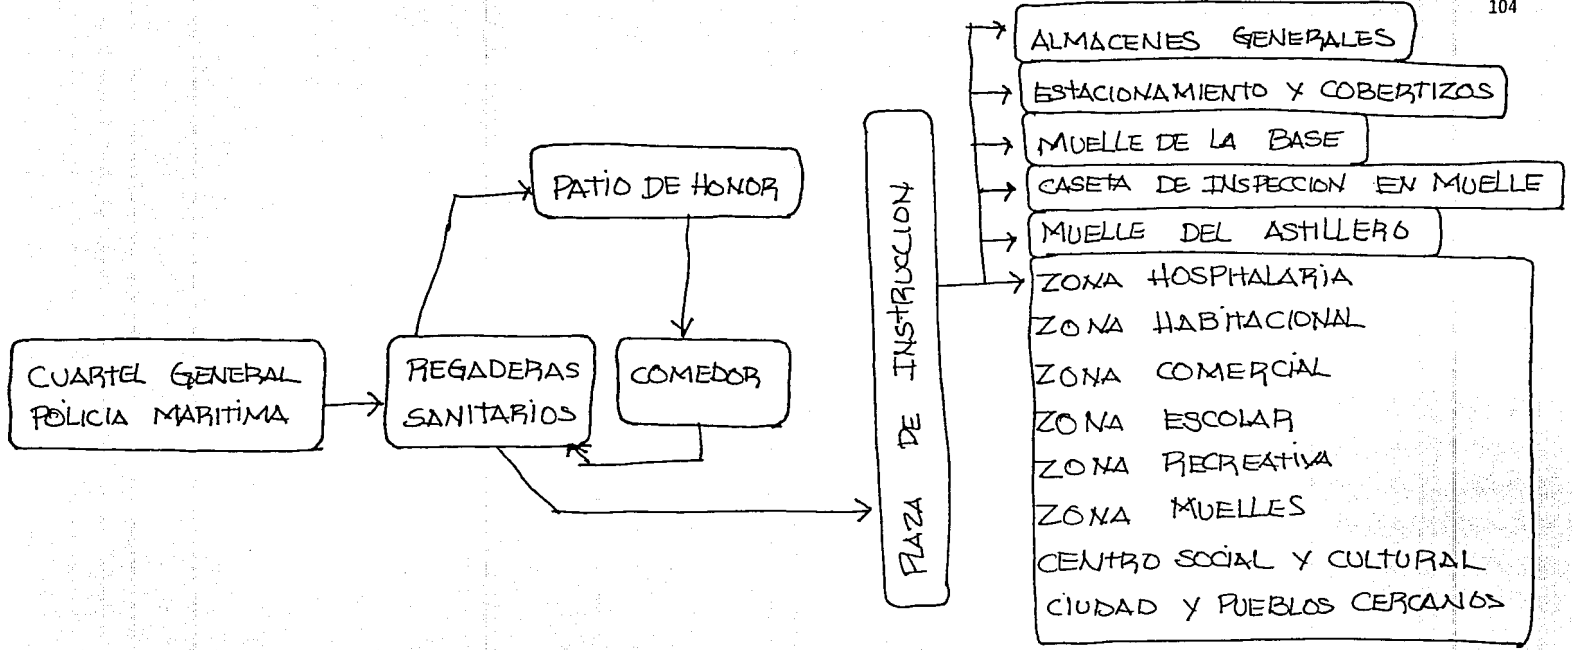 104
ALMACENES GENERALES
ESTACIONAMIENTO Y COBERTIZOS
MUELLE DE LA BASE
CASETA DE INSPECCION EN MUELLE
MUELLE DEL ASTILLERO
ZONA HOSPITALARIA
ZONA HABITACIONAL
ZONA COMERCIAL
ZONA ESCOLAR
ZONA RECREATIVA
ZONA MUELLES
CENTRO SOCIAL Y CULTURAL
CIUDAD Y PUEBLOS CERCANOS
PLAZA DE INSTRUCCION
PATIO DE HONOR
COMEDOR
REGADERAS
SANITARIOS
CUARTEL GENERAL
POLICIA MARITIMA